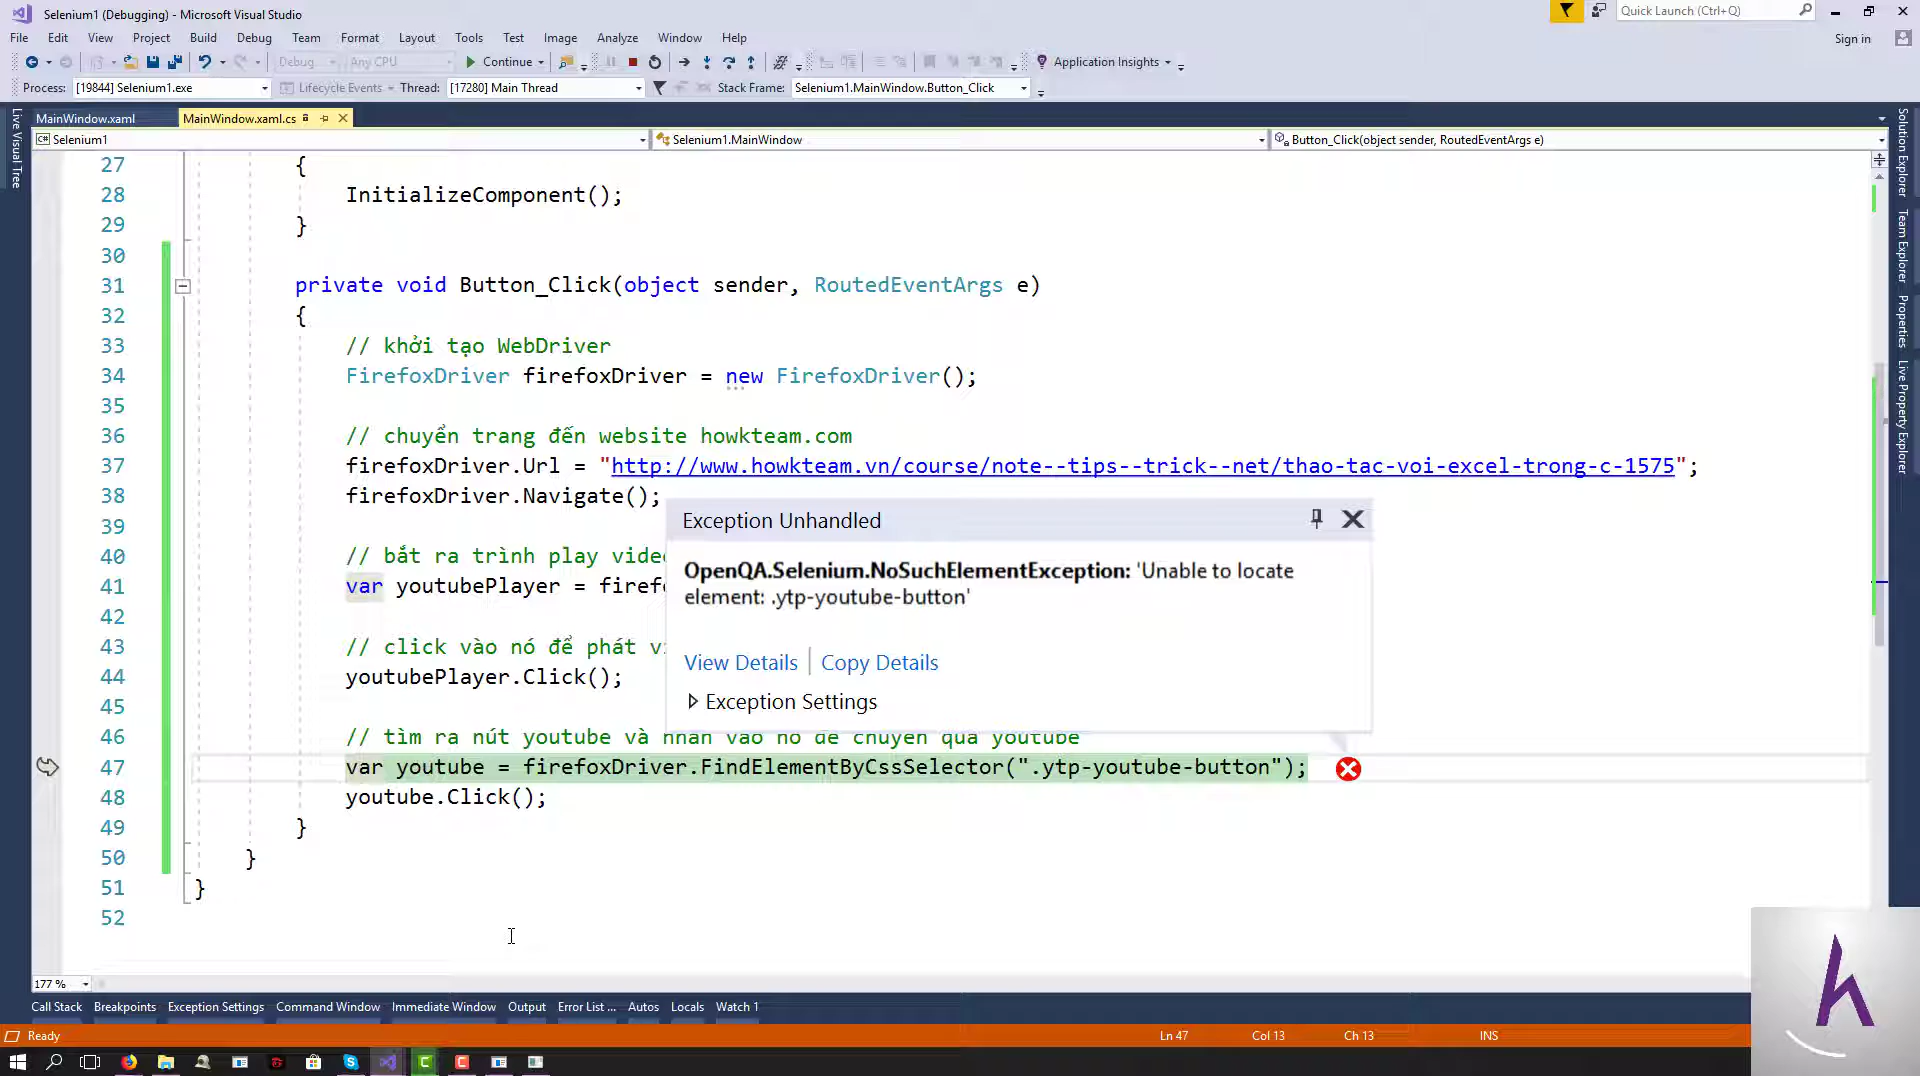 Selenium1 (Debugging) - Microsoft Visual Studio
Quick Launch (Ctrl+Q)
File Edit View Project Build Debug Team Format Layout Tools Test Image Analyze Window Help
Sign in
Debug Any CPU Continue Application Insights
Process: [19844] Selenium1.exe Lifecycle Events Thread: [17280] Main Thread Stack Frame: Selenium1.MainWindow.Button_Click
MainWindow.xaml MainWindow.xaml.cs
Selenium1 Selenium1.MainWindow Button_Click(object sender, RoutedEventArgs e)
Live Visual Tree
Solution Explorer
Team Explorer
Properties
Live Property Explorer
27 {
28 InitializeComponent();
29 }
30
31 private void Button_Click(object sender, RoutedEventArgs e)
32 {
33 // khởi tạo WebDriver
34 FirefoxDriver firefoxDriver = new FirefoxDriver();
35
36 // chuyển trang đến website howkteam.com
37 firefoxDriver.Url = "http://www.howkteam.vn/course/note--tips--trick--net/thao-tac-voi-excel-trong-c-1575";
38 firefoxDriver.Navigate();
39
40 // bắt ra trình play video
41 var youtubePlayer = firefo
42
43 // click vào nó để phát vi
44 youtubePlayer.Click();
45
46 // tìm ra nút youtube và nhấn vào nó để chuyển qua youtube
47 var youtube = firefoxDriver.FindElementByCssSelector(".ytp-youtube-button");
48 youtube.Click();
49 }
50 }
51 }
52
Exception Unhandled
OpenQA.Selenium.NoSuchElementException: 'Unable to locate
element: .ytp-youtube-button'
View Details Copy Details
Exception Settings
177 %
Call Stack Breakpoints Exception Settings Command Window Immediate Window Output Error List ... Autos Locals Watch 1
Ready Ln 47 Col 13 Ch 13 INS